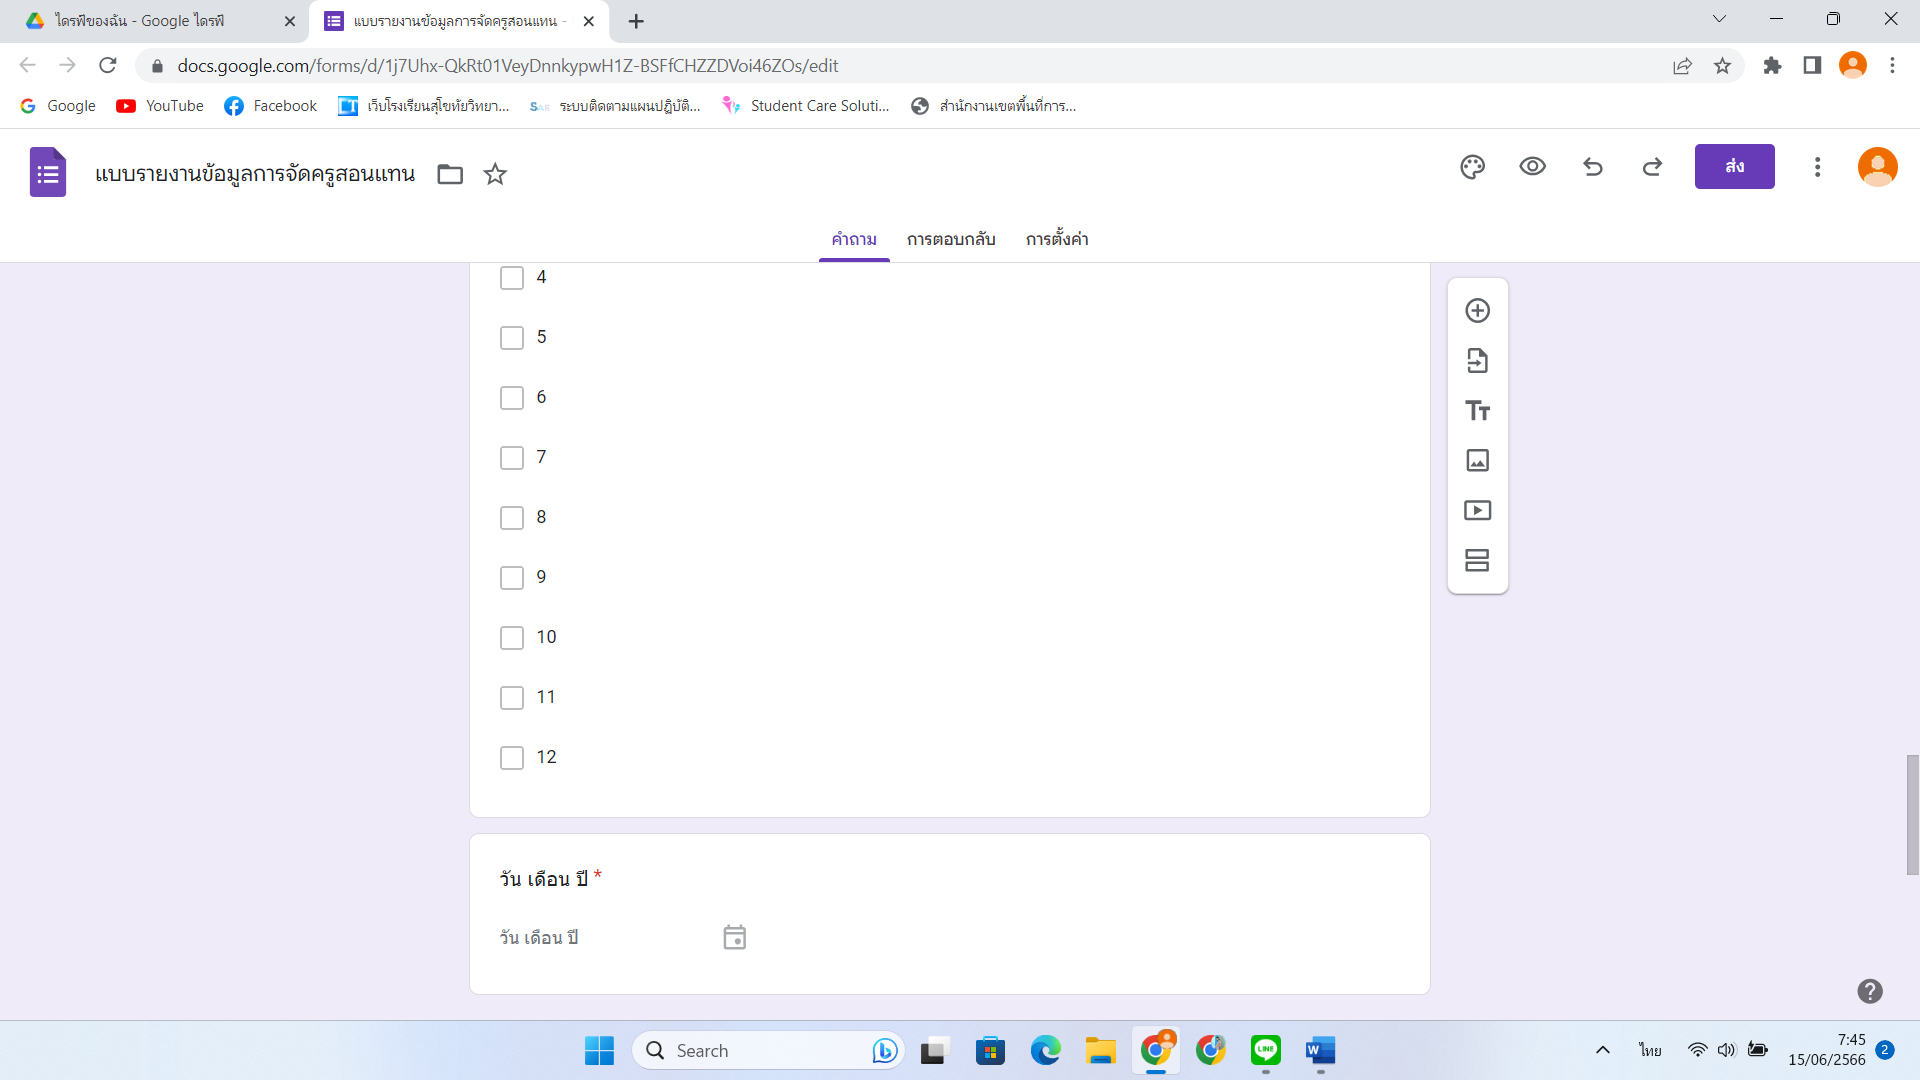 ไดรฟ์ของฉัน - Google ไดรฟ์
แบบรายงานข้อมูลการจัดครูสอนแทน -
docs.google.com/forms/d/1j7Uhx-QkRt01VeyDnnkypwH1Z-BSFfCHZZDVoi46ZOs/edit
Google
YouTube
Facebook
เว็บโรงเรียนสุโขทัยวิทยา...
SAR
ระบบติดตามแผนปฏิบัติ...
Student Care Soluti...
สำนักงานเขตพื้นที่การ...
แบบรายงานข้อมูลการจัดครูสอนแทน
ส่ง
คำถาม
การตอบกลับ
การตั้งค่า
4
5
6
7
8
9
10
11
12
วัน เดือน ปี *
วัน เดือน ปี
Search
LINE
W
ไทย
7:45
15/06/2566
2